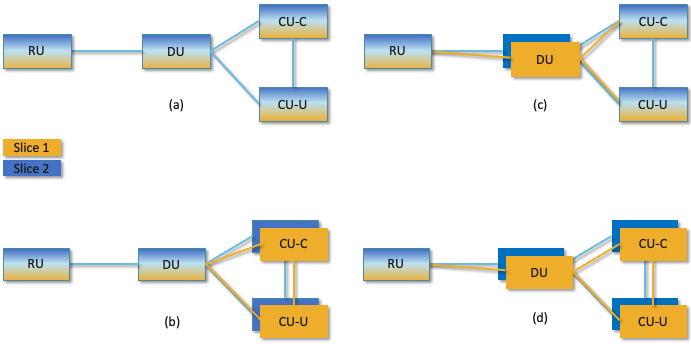 RU
DU
CU-C
CU-U
(a)
RU
DU
CU-C
CU-U
(c)
Slice 1
Slice 2
RU
DU
CU-C
CU-U
(b)
RU
DU
CU-C
CU-U
(d)